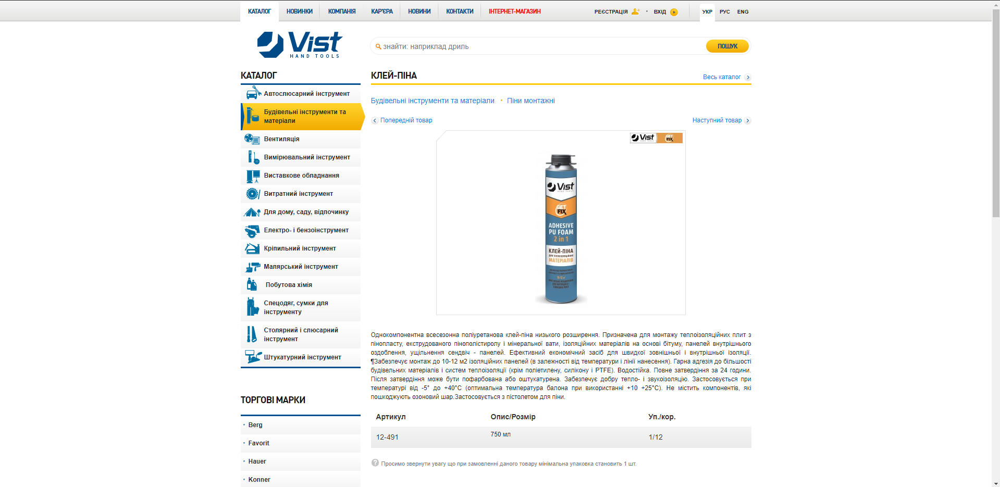 КАТАЛОГ НОВИНКИ КОМПАНІЯ КАР'ЄРА НОВИНИ КОНТАКТИ ІНТЕРНЕТ-МАГАЗИН РЕЄСТРАЦІЯ • ВХІД УКР РУС ENG
Vist
HAND TOOLS
знайти: наприклад дриль
ПОШУК
КАТАЛОГ
Автослюсарний інструмент
Будівельні інструменти та
матеріали
Вентиляція
Вимірювальний інструмент
Виставкове обладнання
Витратний інструмент
Для дому, саду, відпочинку
Електро- і бензоінструмент
Кріпильний інструмент
Малярський інструмент
Побутова хімія
Спецодяг, сумки для
інструменту
Столярний і слюсарний
інструмент
Штукатурний інструмент
ТОРГОВІ МАРКИ
• Berg
• Favorit
• Hauer
• Konner
КЛЕЙ-ПІНА
Весь каталог
Будівельні інструменти та матеріали • Піни монтажні
Попередній товар
Наступний товар
Vist
HAND TOOLS
GET
FIX
Vist
HAND TOOLS
GET
FIX
ADHESIVE
PU FOAM
2 in 1
КЛЕЙ-ПІНА
ДЛЯ ТЕПЛОІЗОЛЯЦІЙНИХ
МАТЕРІАЛІВ
Однокомпонентна всесезонна поліуретанова клей-піна низького розширення. Призначена для монтажу теплоізоляційних плит з
пінопласту, екструдованого пінополістиролу і мінеральної вати, ізоляційних матеріалів на основі бітуму, панелей внутрішнього
оздоблення, ущільнення сендвіч - панелей. Ефективний економічний засіб для швидкої зовнішньої і внутрішньої ізоляції.
¶Забезпечує монтаж до 10-12 м2 ізоляційних панелей (в залежності від температури і лінії нанесення). Гарна адгезія до більшості
будівельних матеріалів і систем теплоізоляції (крім поліетилену, силікону і PTFE). Водостійка. Повне затвердіння за 24 години.
Після затвердіння може бути пофарбована або оштукатурена. Забезпечує добру тепло- і звукоізоляцію. Застосовується при
температурі від -5° до +40°С (оптимальна температура балона при використанні +10 +25°С). Не містить компонентів, які
пошкоджують озоновий шар.Застосовується з пістолетом для піни.
Артикул Опис/Розмір Уп./кор.
12-491 750 мл 1/12
? Просимо звернути увагу що при замовленні даного товару мінімальна упаковка становить 1 шт.